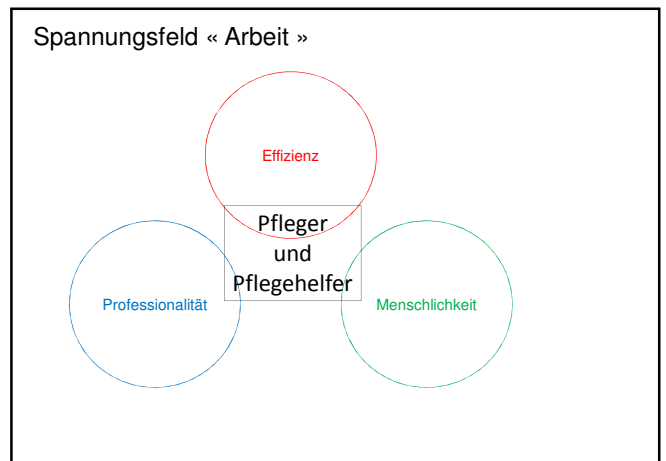 Spannungsfeld « Arbeit »
Effizienz
Pfleger
und
Pflegehelfer
Professionalität
Menschlichkeit